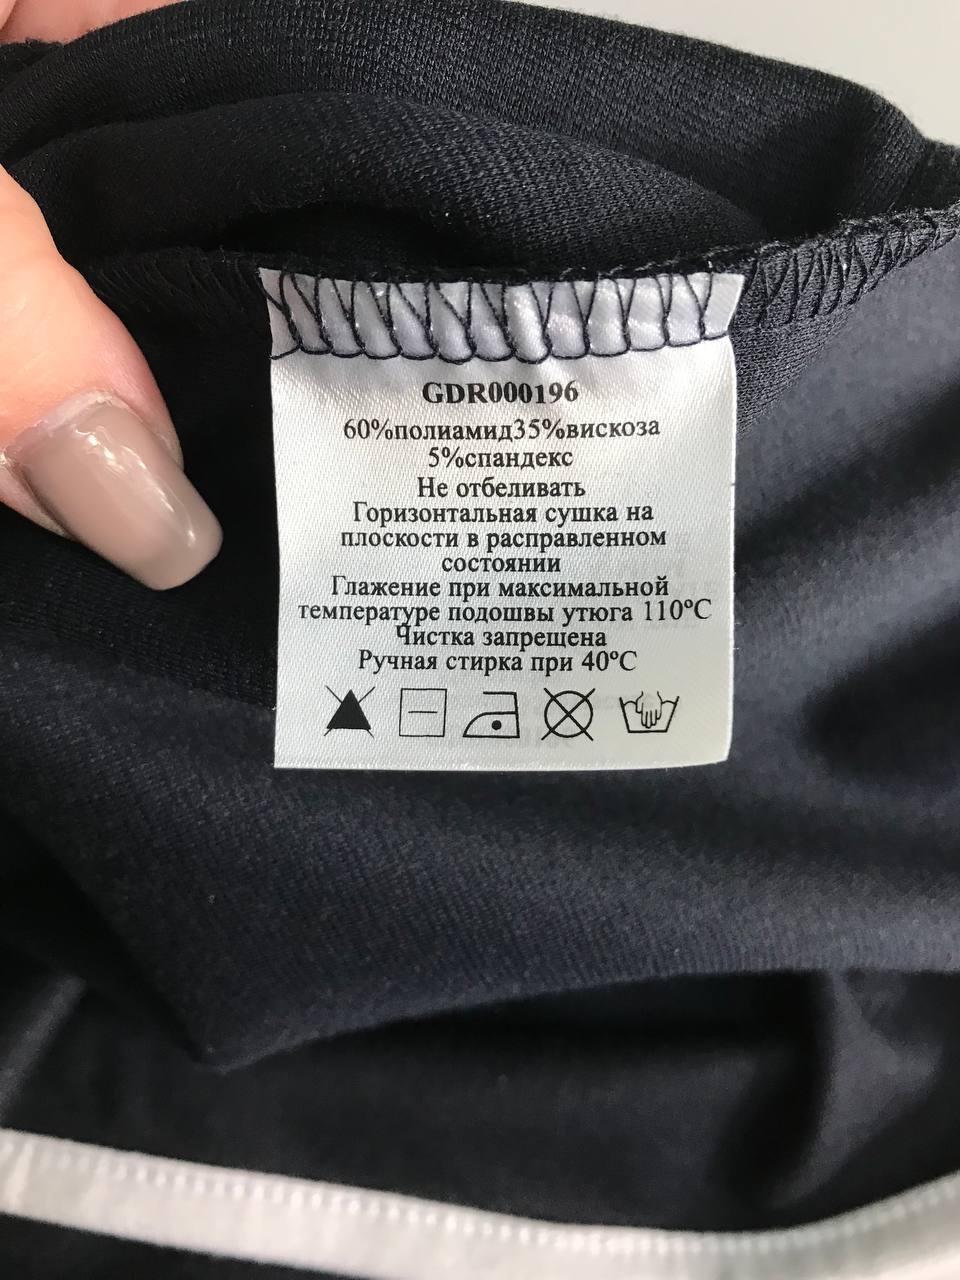 GDR000196
60%полиамид35%вискоза
5%спандекс
Не отбеливать
Горизонтальная сушка на
плоскости в расправленном
состоянии
Глажение при максимальной
температуре подошвы утюга 110°C
Чистка запрещена
Ручная стирка при 40°C